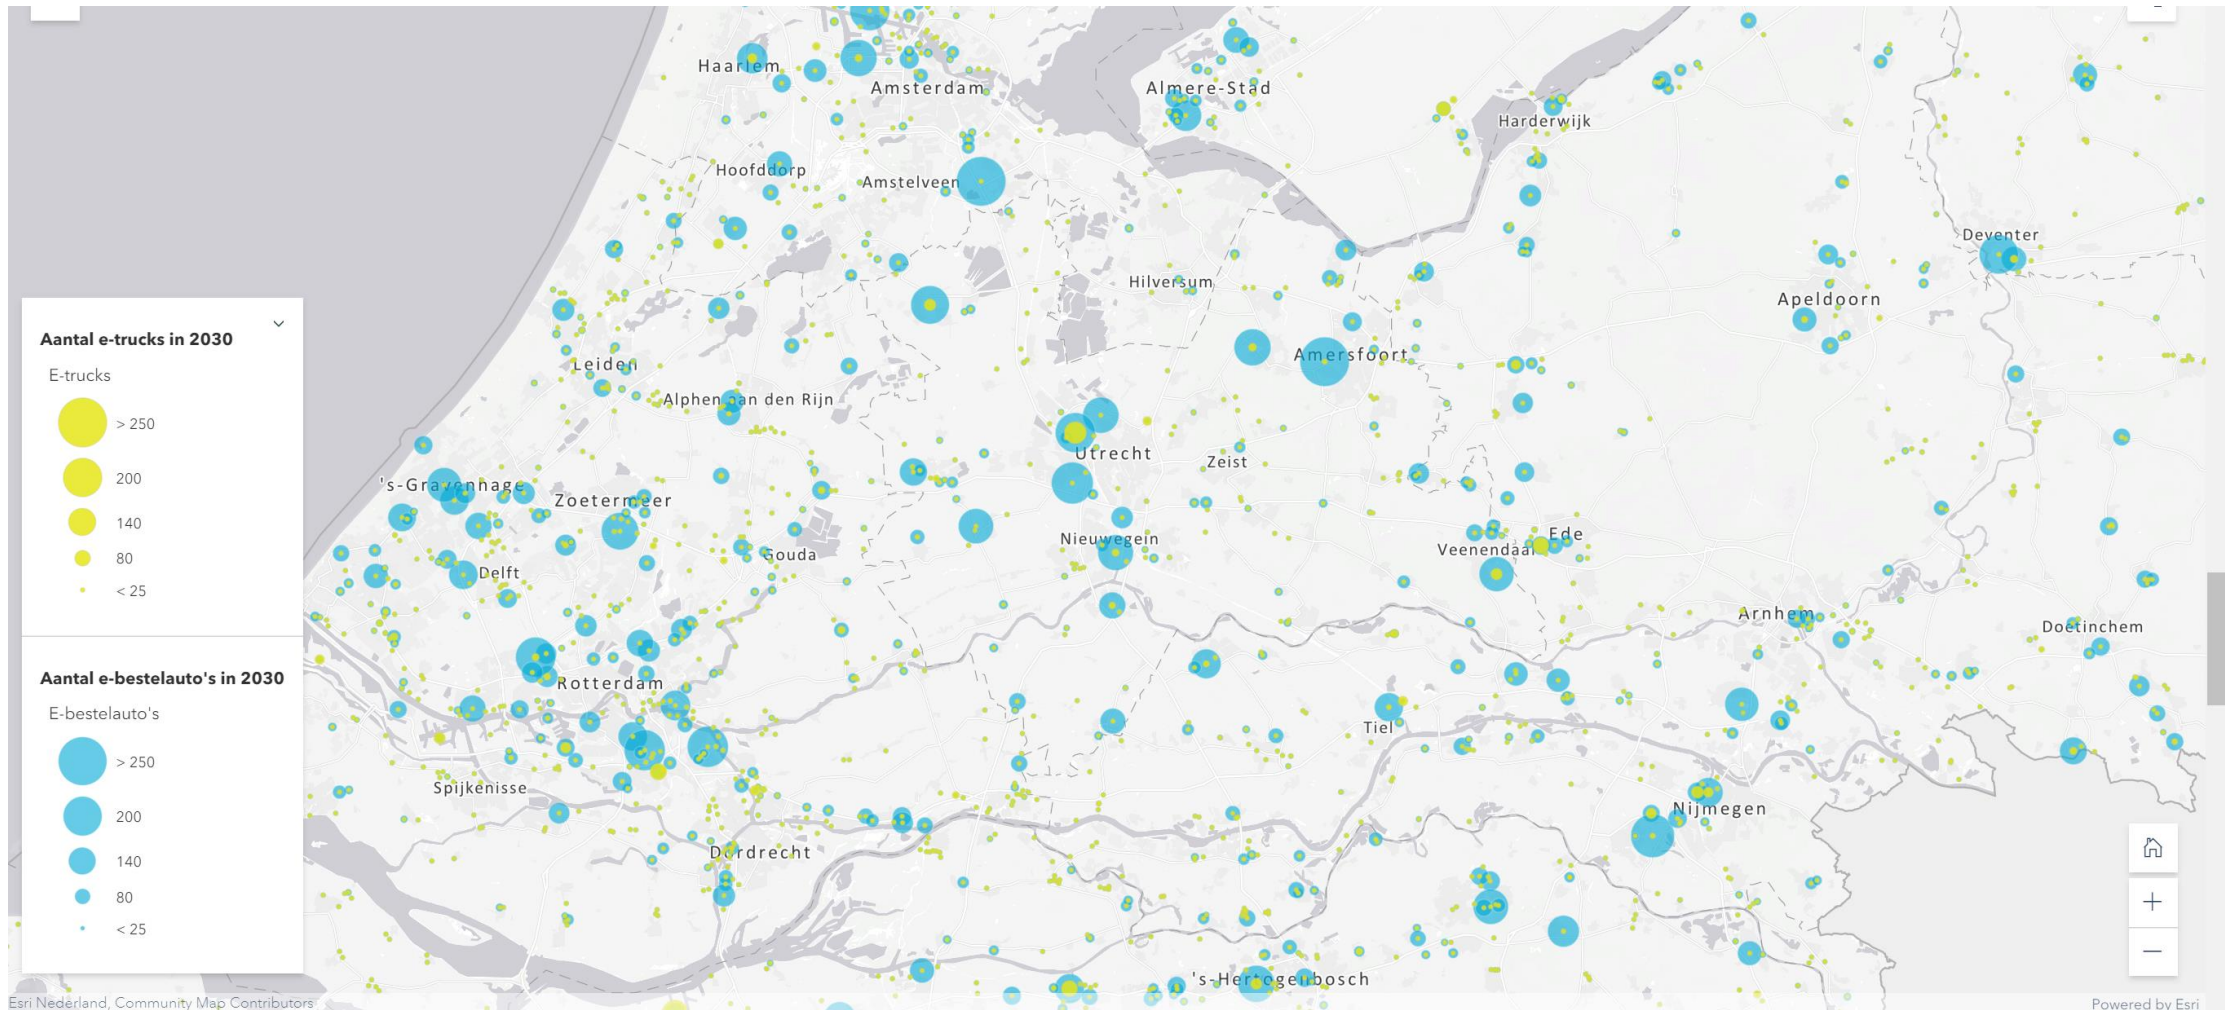 Haarlem
Amsterdam
Almere-Stad
Harderwijk
Hoofddorp
Amstelveen
Deventer
Hilversum
Apeldoorn
Aantal e-trucks in 2030
E-trucks
> 250
200
140
80
< 25
Aantal e-bestelauto's in 2030
E-bestelauto's
> 250
200
140
80
< 25
Leiden
Amersfoort
Alphen aan den Rijn
Utrecht
Zeist
's-Gravenhage
Zoetermeer
Nieuwegein
Ede
Veenendaal
Gouda
Delft
Arnhem
Doetinchem
Rotterdam
Tiel
Spijkenisse
Nijmegen
Dordrecht
's-Hertogenbosch
Esri Nederland, Community Map Contributors
Powered by Esri